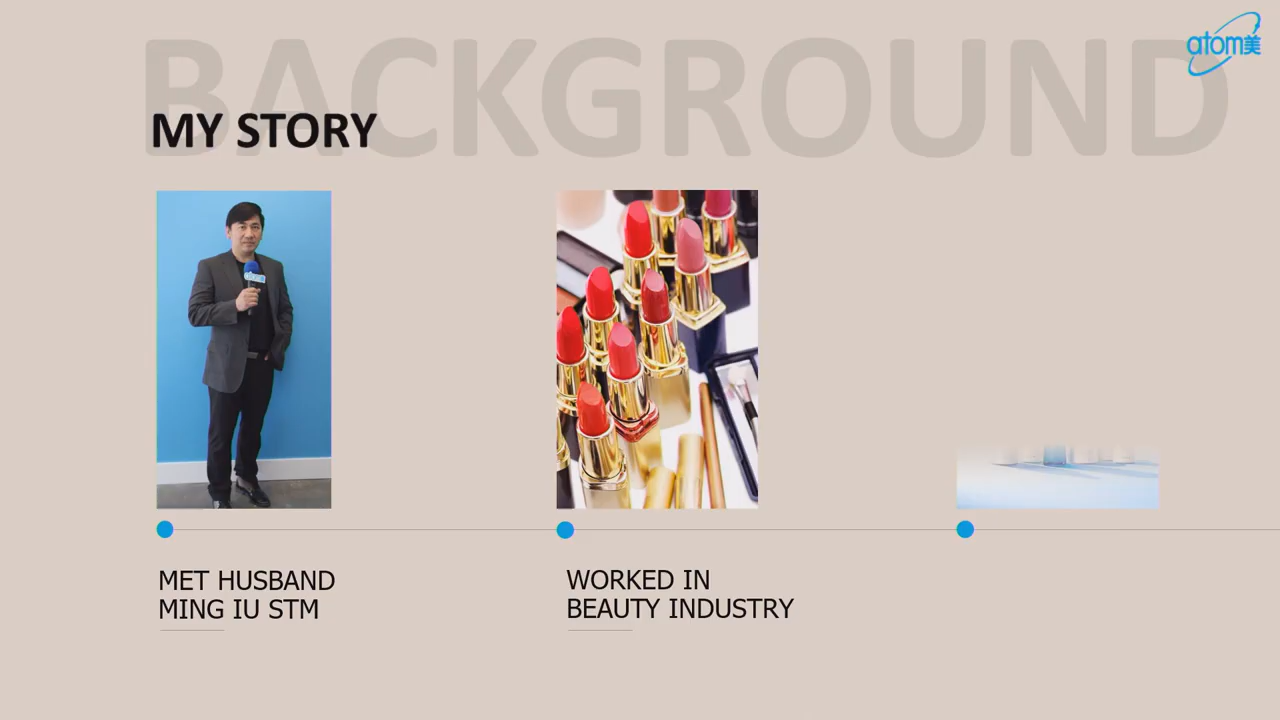 BACKGROUND
atom美
MY STORY
MET HUSBAND
MING IU STM
WORKED IN
BEAUTY INDUSTRY